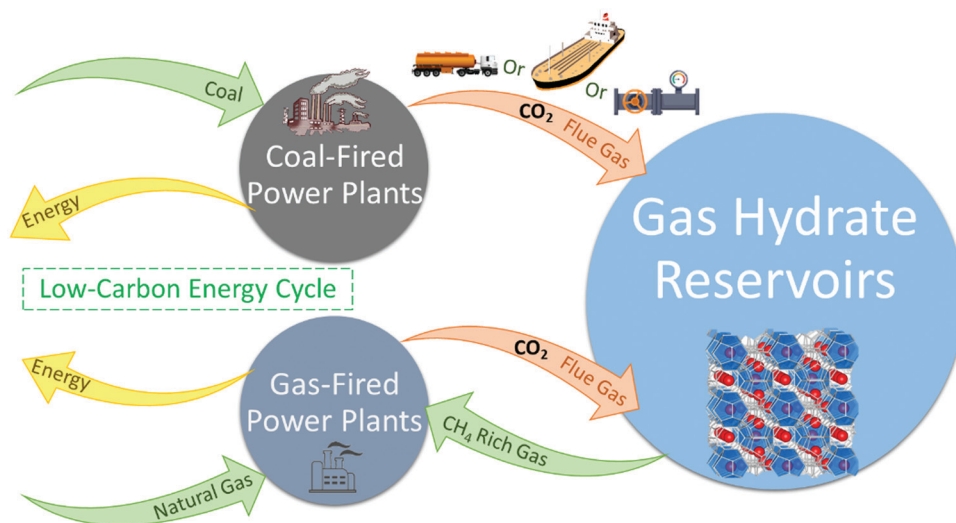 Coal
Or
Or
CO₂ Flue Gas
Coal-Fired
Power Plants
Energy
Gas Hydrate
Reservoirs
Low-Carbon Energy Cycle
Energy
CO₂ Flue Gas
Gas-Fired
Power Plants
CH₄ Rich Gas
Natural Gas